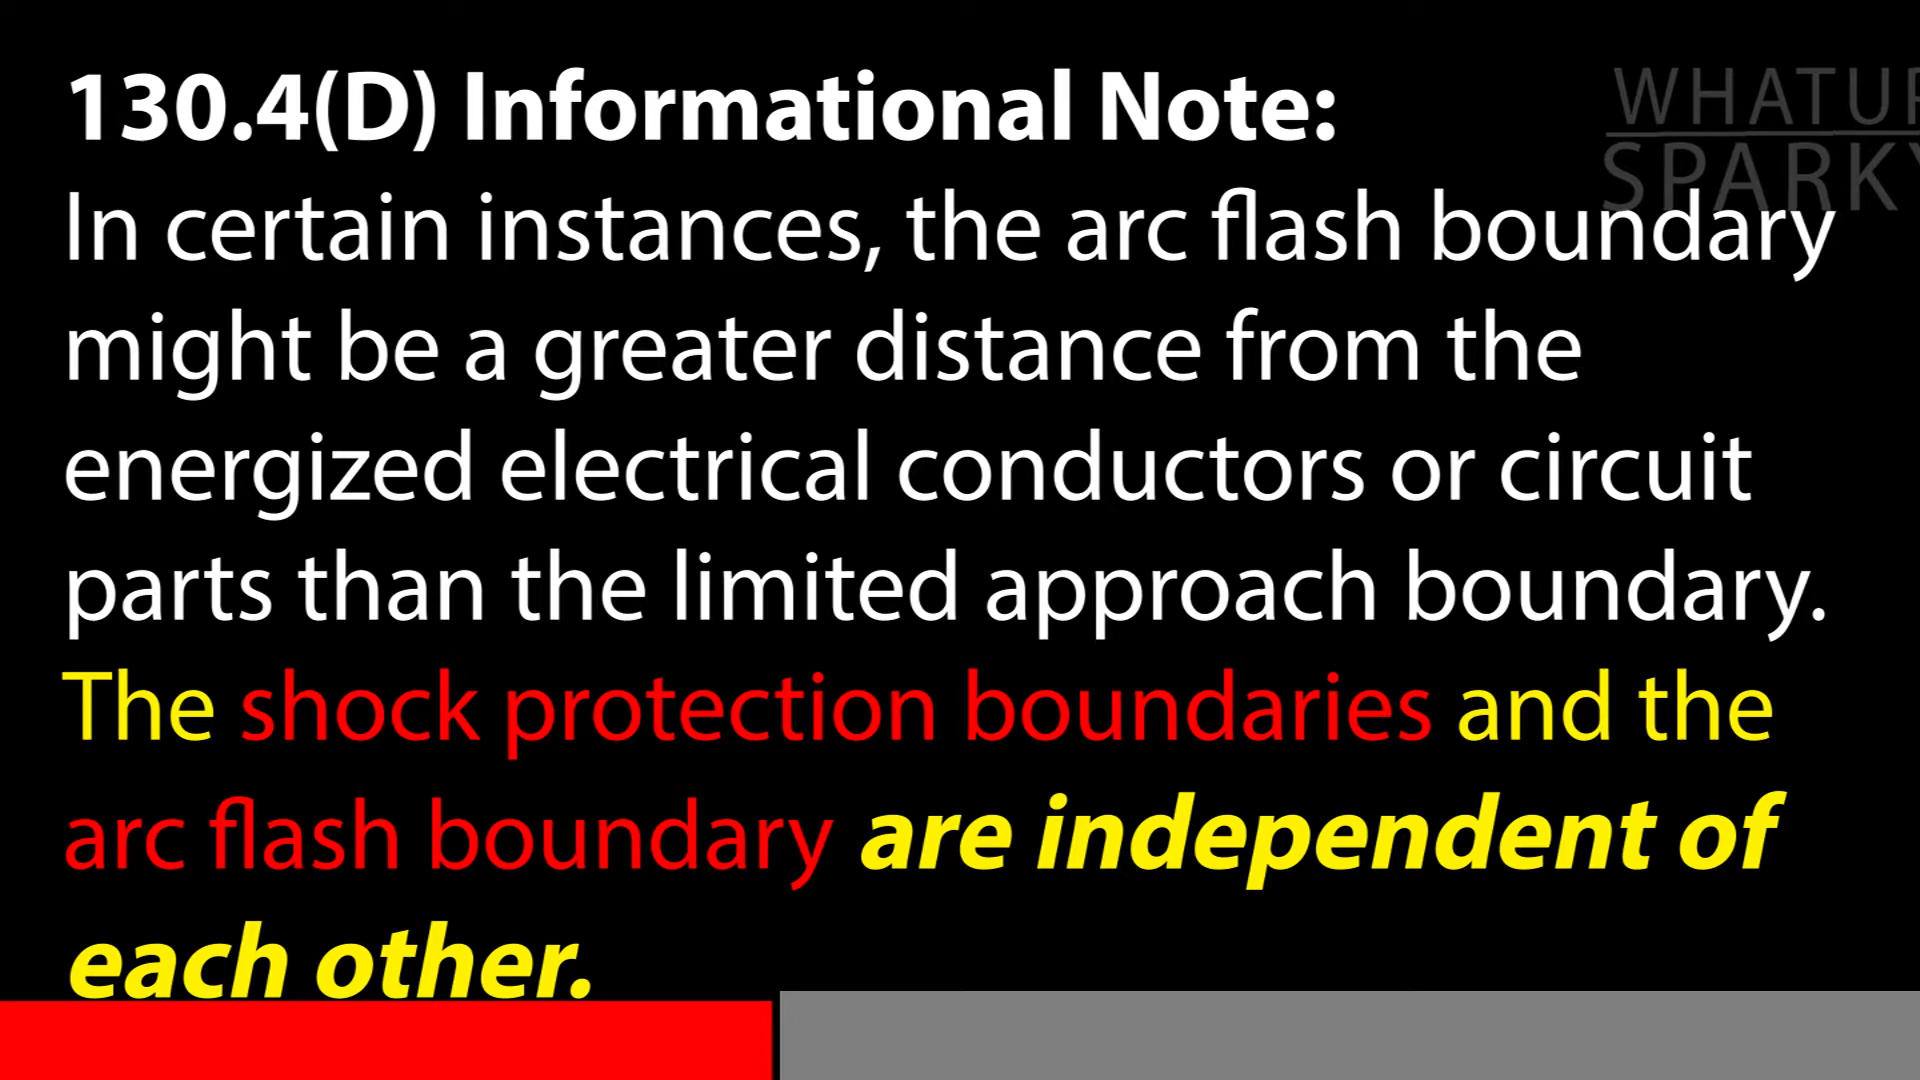 130.4(D) Informational Note:
WHATUP
SPARKY
In certain instances, the arc flash boundary
might be a greater distance from the
energized electrical conductors or circuit
parts than the limited approach boundary.
The shock protection boundaries and the
arc flash boundary are independent of
each other.